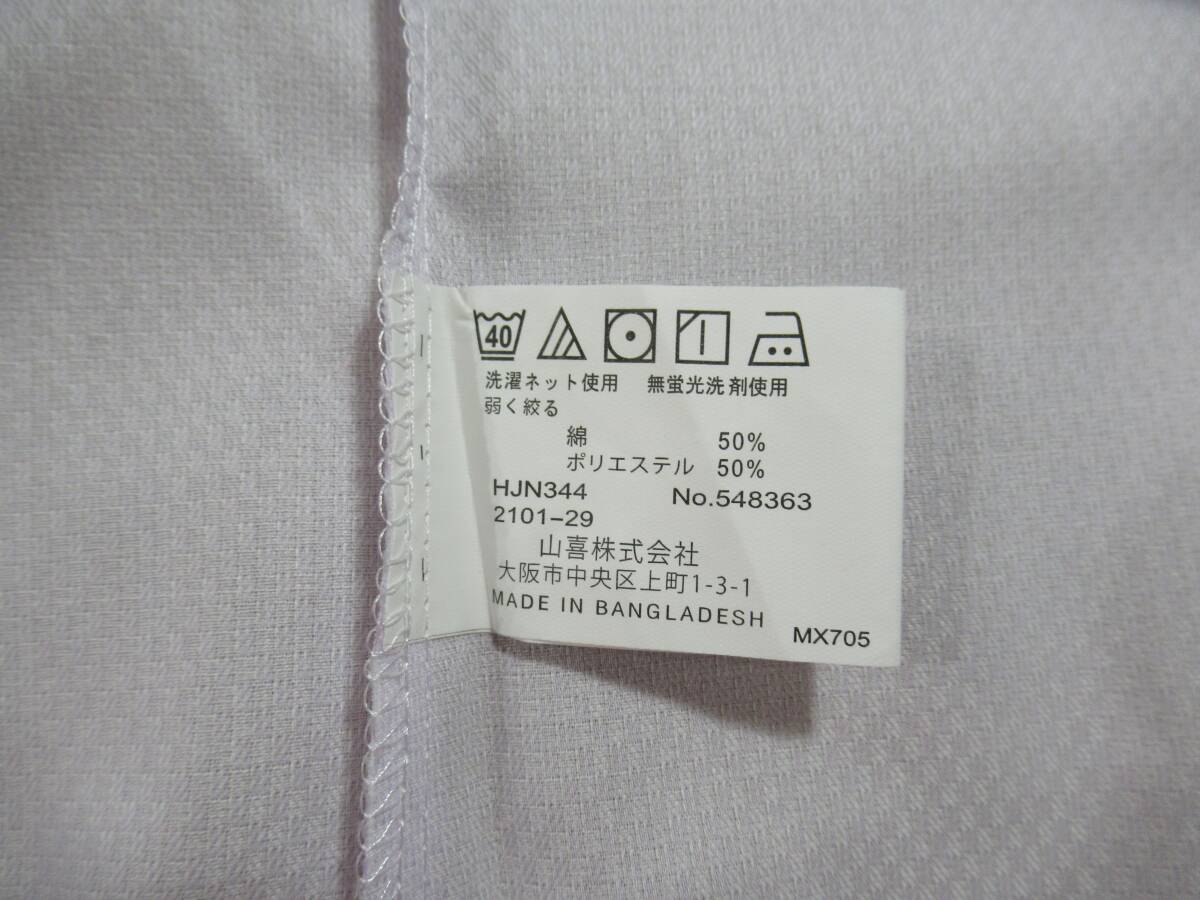 40
洗濯ネット使用 無蛍光洗剤使用
弱く絞る
綿 50%
ポリエステル 50%
HJN344 No.548363
2101-29
山喜株式会社
大阪市中央区上町1-3-1
MADE IN BANGLADESH
MX705